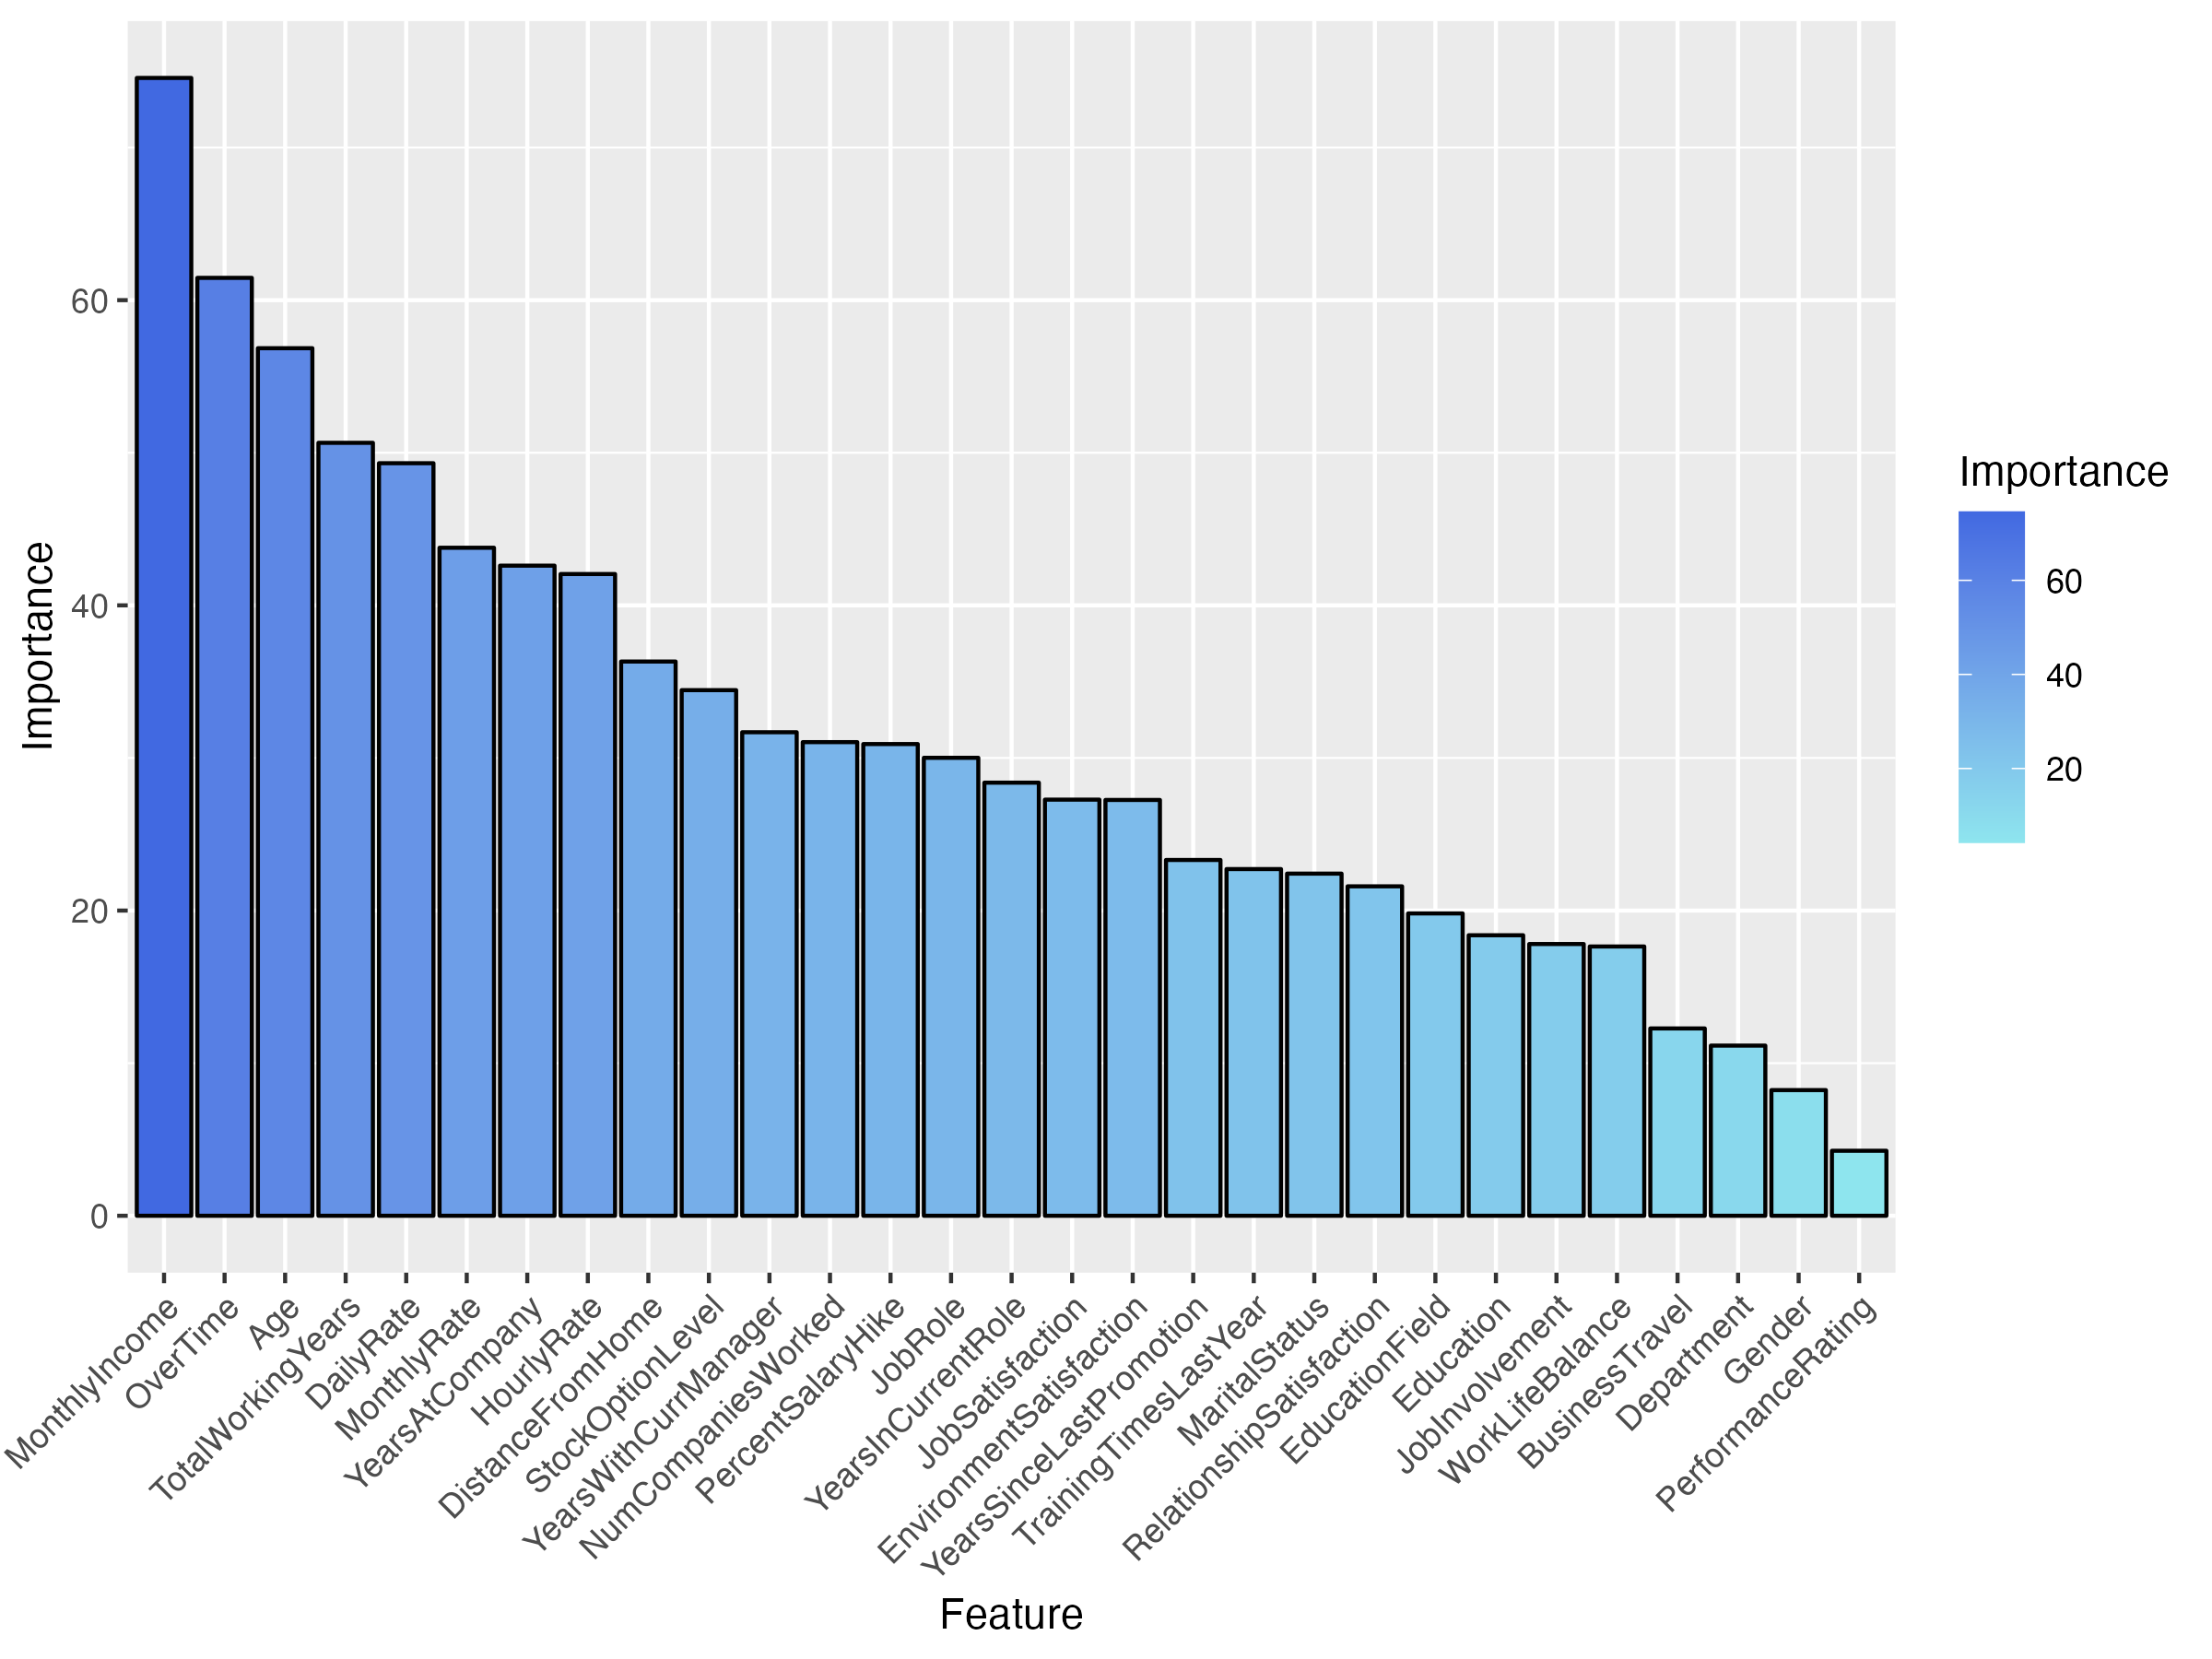 Importance
60
40
20
0
MonthlyIncome
OverTime
Age
TotalWorkingYears
DailyRate
MonthlyRate
YearsAtCompany
HourlyRate
DistanceFromHome
StockOptionLevel
YearsWithCurrManager
NumCompaniesWorked
PercentSalaryHike
JobRole
YearsInCurrentRole
JobSatisfaction
EnvironmentSatisfaction
YearsSinceLastPromotion
TrainingTimesLastYear
MaritalStatus
RelationshipSatisfaction
EducationField
Education
JobInvolvement
WorkLifeBalance
BusinessTravel
Department
Gender
PerformanceRating
Feature
Importance
60
40
20